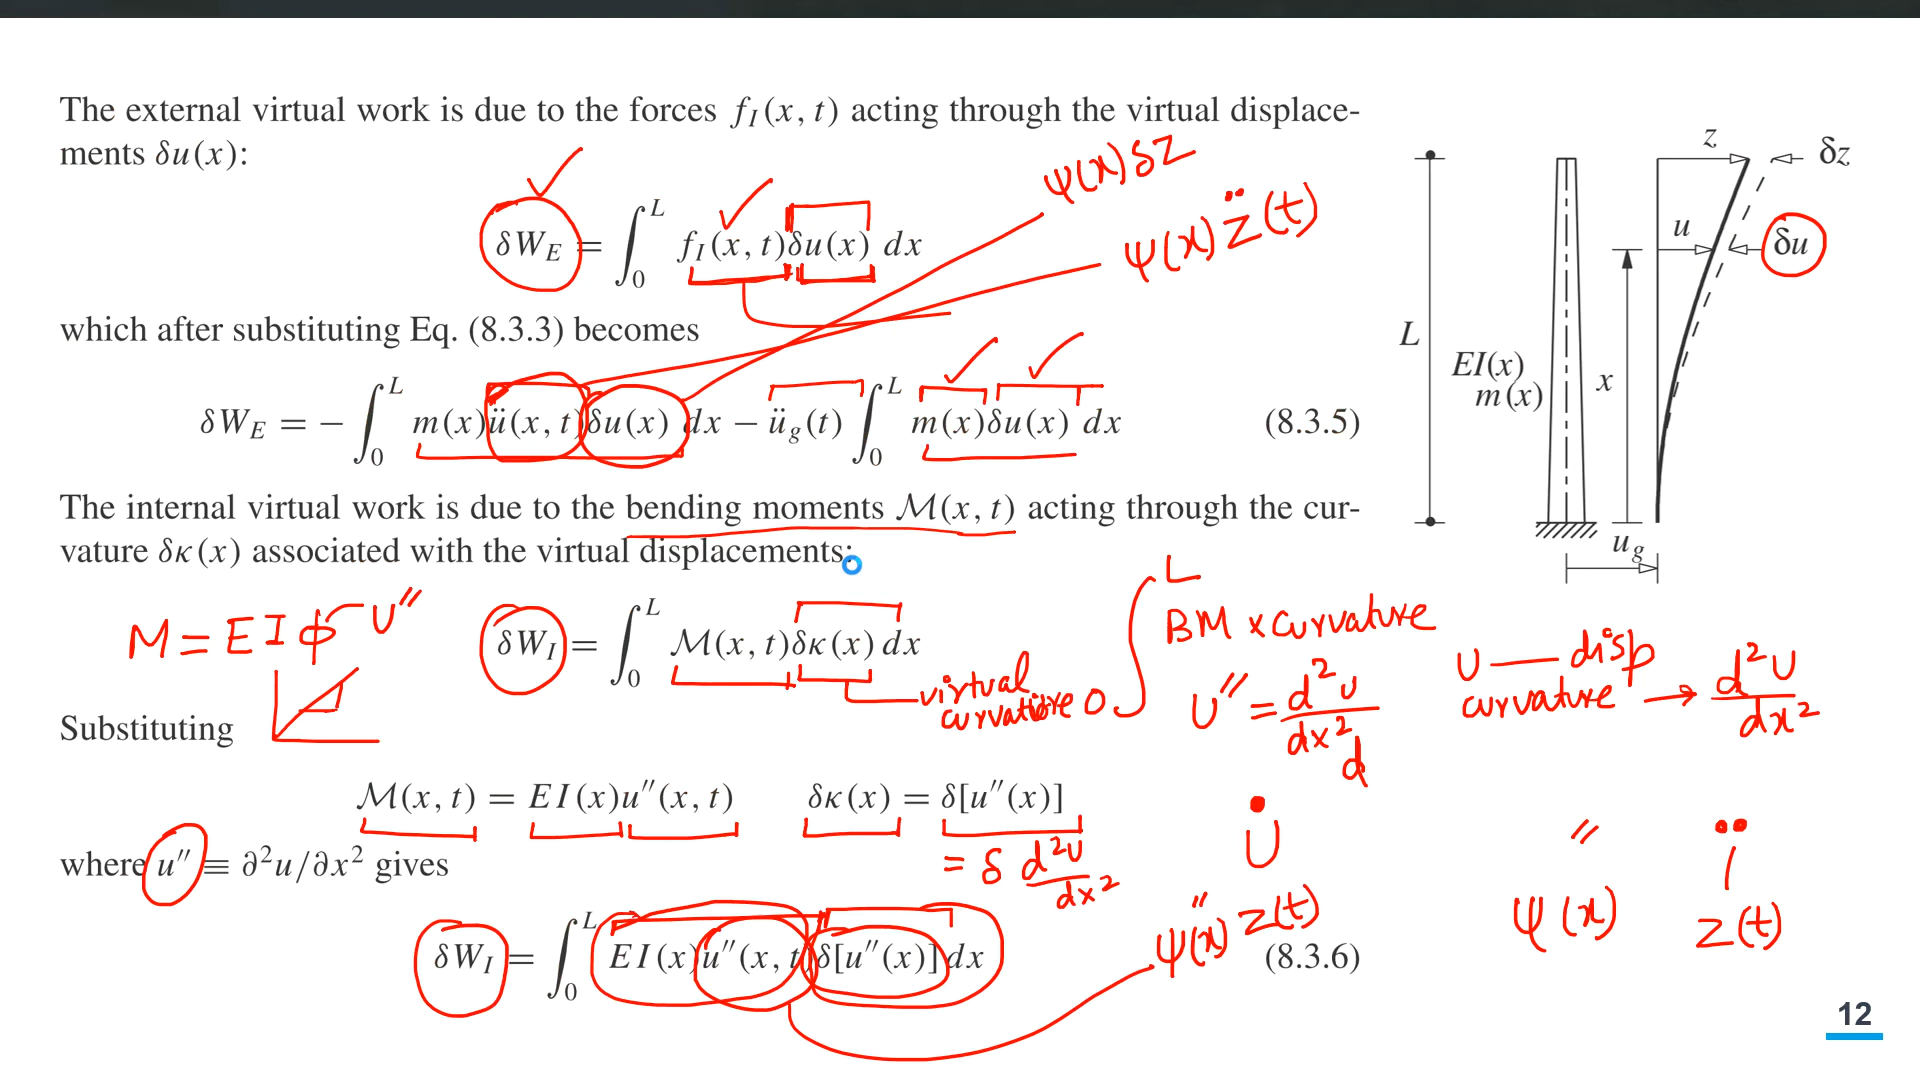 The external virtual work is due to the forces f_I(x, t) acting through the virtual displace-
ments δu(x):
ψ(x)δz
ψ(x)z̈(t)
δW_E = ∫_0^L f_I(x, t)δu(x) dx
which after substituting Eq. (8.3.3) becomes
δW_E = − ∫_0^L m(x)ü(x, t)δu(x) dx − ü_g(t) ∫_0^L m(x)δu(x) dx (8.3.5)
The internal virtual work is due to the bending moments M(x, t) acting through the cur-
vature δκ(x) associated with the virtual displacements:
z δz
u δu
L
EI(x)
m(x)
x
u_g
M = EIϕ u″
δW_I = ∫_0^L M(x, t)δκ(x) dx
virtual
curvature
∫_0^L BM x curvature
u″ = d²u/dx²
d
U — disp
curvature → d²u/dx²
Substituting
M(x, t) = EI(x)u″(x, t) δκ(x) = δ[u″(x)]
= δ d²u/dx²
u̇
where u″ ≡ ∂²u/∂x² gives
δW_I = ∫_0^L EI(x)u″(x, t)δ[u″(x)] dx (8.3.6)
ψ″(x) z(t)
″ ¨
ψ(x) z(t)
12